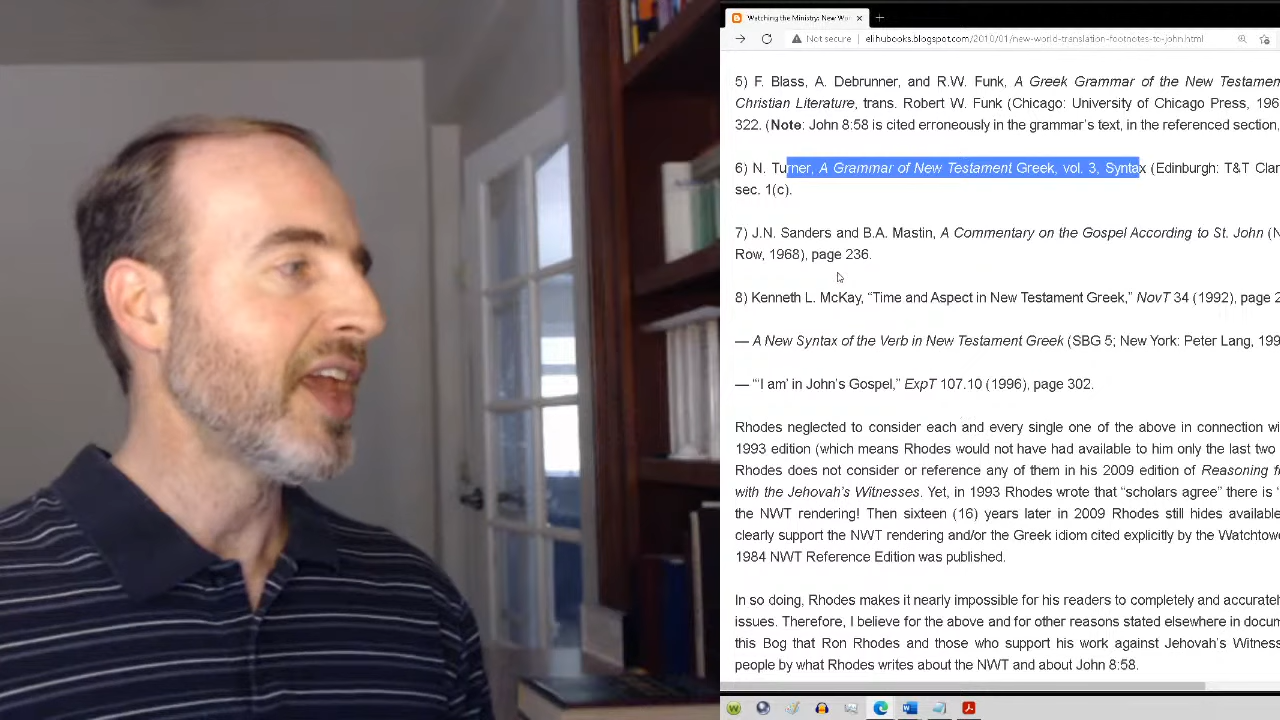 Watching the Ministry: New Wo
Not secure elihubooks.blogspot.com/2010/01/new-world-translation-footnotes-to-john.html
5) F. Blass, A. Debrunner, and R.W. Funk, A Greek Grammar of the New Testamen
Christian Literature, trans. Robert W. Funk (Chicago: University of Chicago Press, 196
322. (Note: John 8:58 is cited erroneously in the grammar's text, in the referenced section
6) N. Turner, A Grammar of New Testament Greek, vol. 3, Syntax (Edinburgh: T&T Clar
sec. 1(c).
7) J.N. Sanders and B.A. Mastin, A Commentary on the Gospel According to St. John (N
Row, 1968), page 236.
8) Kenneth L. McKay, “Time and Aspect in New Testament Greek,” NovT 34 (1992), page 2
— A New Syntax of the Verb in New Testament Greek (SBG 5; New York: Peter Lang, 199
— “‘I am’ in John’s Gospel,” ExpT 107.10 (1996), page 302.
Rhodes neglected to consider each and every single one of the above in connection wi
1993 edition (which means Rhodes would not have had available to him only the last two
Rhodes does not consider or reference any of them in his 2009 edition of Reasoning f
with the Jehovah’s Witnesses. Yet, in 1993 Rhodes wrote that “scholars agree” there is ‘
the NWT rendering! Then sixteen (16) years later in 2009 Rhodes still hides available
clearly support the NWT rendering and/or the Greek idiom cited explicitly by the Watchtow
1984 NWT Reference Edition was published.
In so doing, Rhodes makes it nearly impossible for his readers to completely and accurate
issues. Therefore, I believe for the above and for other reasons stated elsewhere in docum
this Bog that Ron Rhodes and those who support his work against Jehovah’s Witness
people by what Rhodes writes about the NWT and about John 8:58.